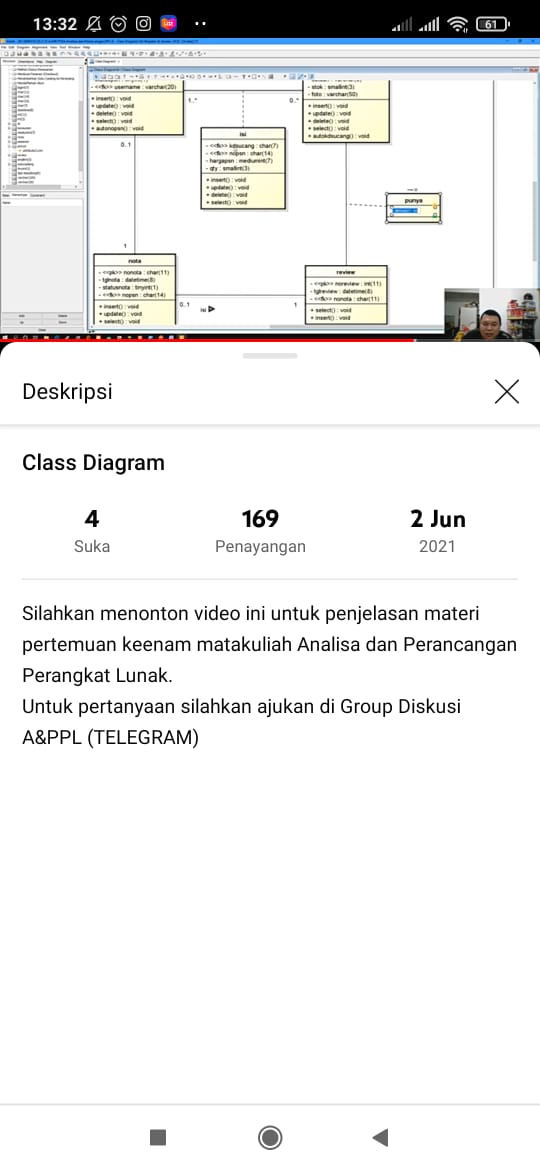 13:32
61
- <<fk>> username : varchar(20)
+ insert() : void
+ update() : void
+ delete() : void
+ select() : void
+ autonopsn() : void
0..1
1..*
0..*
- stok : smallint(3)
- foto : varchar(50)
+ insert() : void
+ update() : void
+ delete() : void
+ select() : void
+ autokdsucang() : void
isi
- <<fk>> kdsucang : char(7)
- <<fk>> nopsn : char(14)
- hargapsn : mediumint(7)
- qty : smallint(3)
+ insert() : void
+ update() : void
+ delete() : void
+ select() : void
punya
1
nota
- <<pk>> nonota : char(11)
- tglnota : datetime(8)
- statusnota : tinyint(1)
- <<fk>> nopsn : char(14)
+ insert() : void
+ update() : void
+ select() : void
0..1
isi
1
review
- <<pk>> noreview : int(11)
- tglreview : datetime(8)
- <<fk>> nonota : char(11)
+ select() : void
+ insert() : void
Deskripsi
Class Diagram
4
Suka
169
Penayangan
2 Jun
2021
Silahkan menonton video ini untuk penjelasan materi
pertemuan keenam matakuliah Analisa dan Perancangan
Perangkat Lunak.
Untuk pertanyaan silahkan ajukan di Group Diskusi
A&PPL (TELEGRAM)